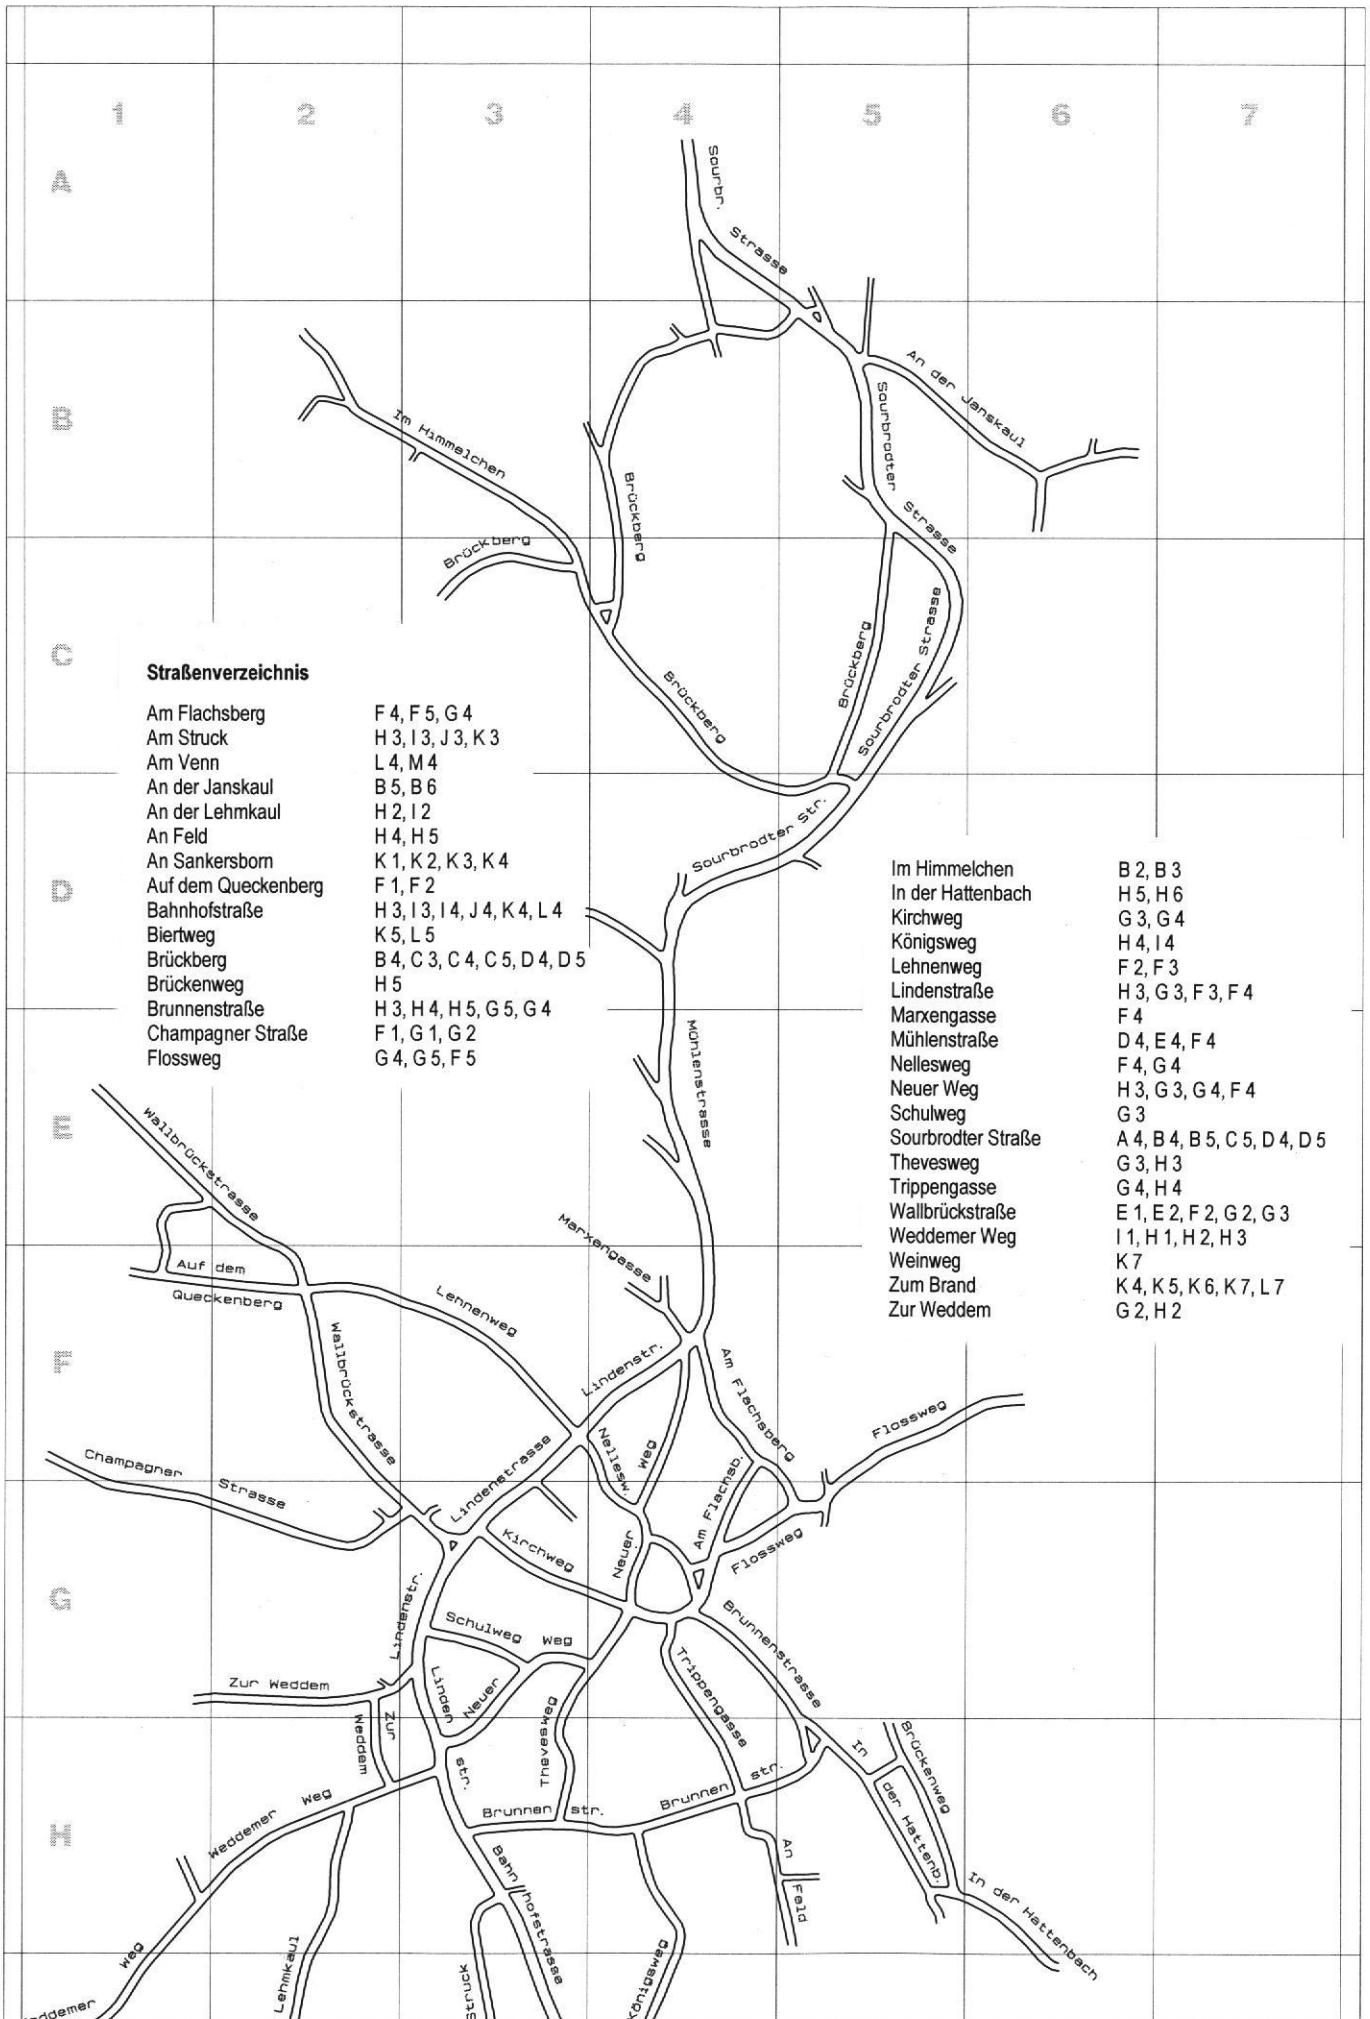 1 2 3 4 5 6 7
A
Sourbr.
Strasse
B
An der Janskaul
Im Himmelchen
Sourbrodter
Strasse
Brückberg
Brückberg
C
Sourbrodter Strasse
Brückberg
Brückberg
Straßenverzeichnis
Am Flachsberg F 4, F 5, G 4
Am Struck H 3, I 3, J 3, K 3
Am Venn L 4, M 4
An der Janskaul B 5, B 6
An der Lehmkaul H 2, I 2
An Feld H 4, H 5
An Sankersborn K 1, K 2, K 3, K 4
Auf dem Queckenberg F 1, F 2
Bahnhofstraße H 3, I 3, I 4, J 4, K 4, L 4
Biertweg K 5, L 5
Brückberg B 4, C 3, C 4, C 5, D 4, D 5
Brückenweg H 5
Brunnenstraße H 3, H 4, H 5, G 5, G 4
Champagner Straße F 1, G 1, G 2
Flossweg G 4, G 5, F 5
Sourbrodter Str.
D
Im Himmelchen B 2, B 3
In der Hattenbach H 5, H 6
Kirchweg G 3, G 4
Königsweg H 4, I 4
Lehnenweg F 2, F 3
Lindenstraße H 3, G 3, F 3, F 4
Marxengasse F 4
Mühlenstraße D 4, E 4, F 4
Nellesweg F 4, G 4
Neuer Weg H 3, G 3, G 4, F 4
Schulweg G 3
Sourbrodter Straße A 4, B 4, B 5, C 5, D 4, D 5
Thevesweg G 3, H 3
Trippengasse G 4, H 4
Wallbrückstraße E 1, E 2, F 2, G 2, G 3
Weddemer Weg I 1, H 1, H 2, H 3
Weinweg K 7
Zum Brand K 4, K 5, K 6, K 7, L 7
Zur Weddem G 2, H 2
Mühlenstrasse
E
Wallbrückstrasse
Marxengasse
Auf dem
Queckenberg
Lehnenweg
F
Wallbrückstrasse
Lindenstr.
Am Flachsberg
Flossweg
Nellesw.
Weg
Lindenstrasse
Champagner
Strasse
Am Flachsb.
Kirchweg
Neuer
Flossweg
G
Lindenstr.
Schulweg
Weg
Brunnenstrasse
Trippengasse
Zur Weddem
Linden
Neuer
Zur
Weddem
Thevesweg
str.
In
Brückenweg
der Hattenb.
Weddemer Weg
Brunnen str.
Brunnen
str.
H
Bahn
hofstrasse
An
Feld
In der Hattenbach
Weg
Lehmkaul
Struck
Königsweg